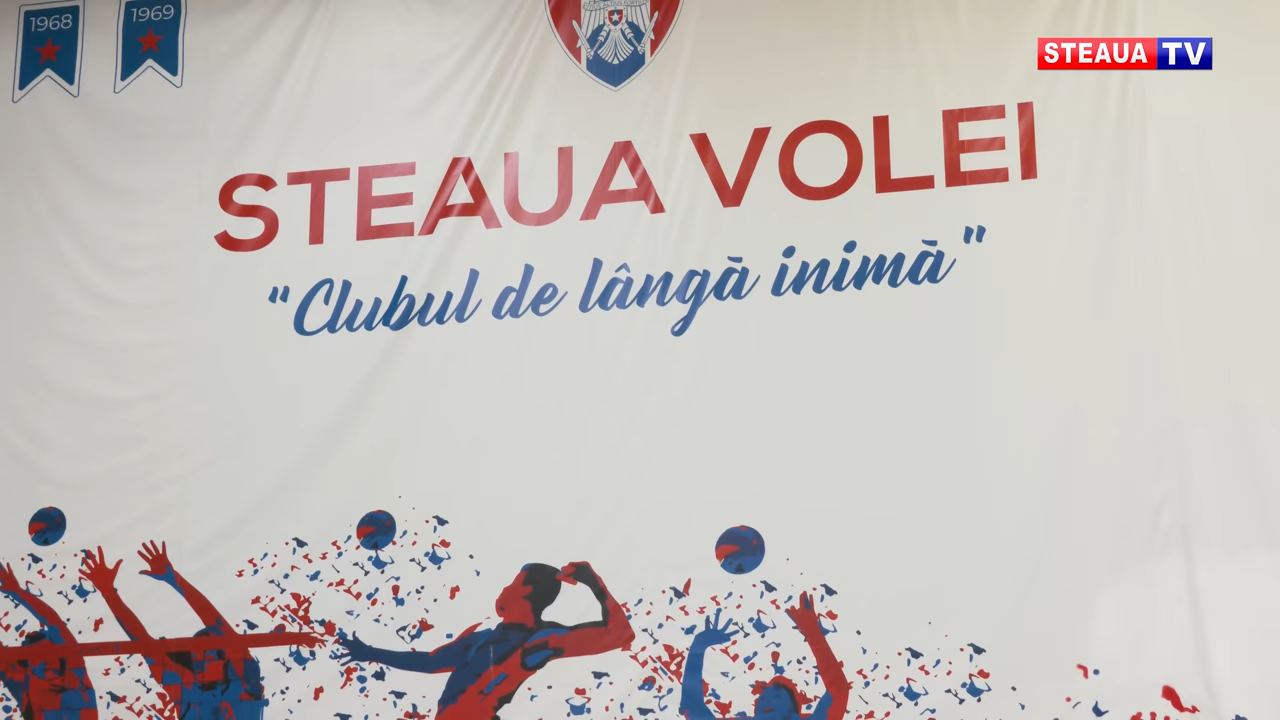 1968
1969
STEAUA TV
STEAUA VOLEI
“Clubul de lângă inimă”